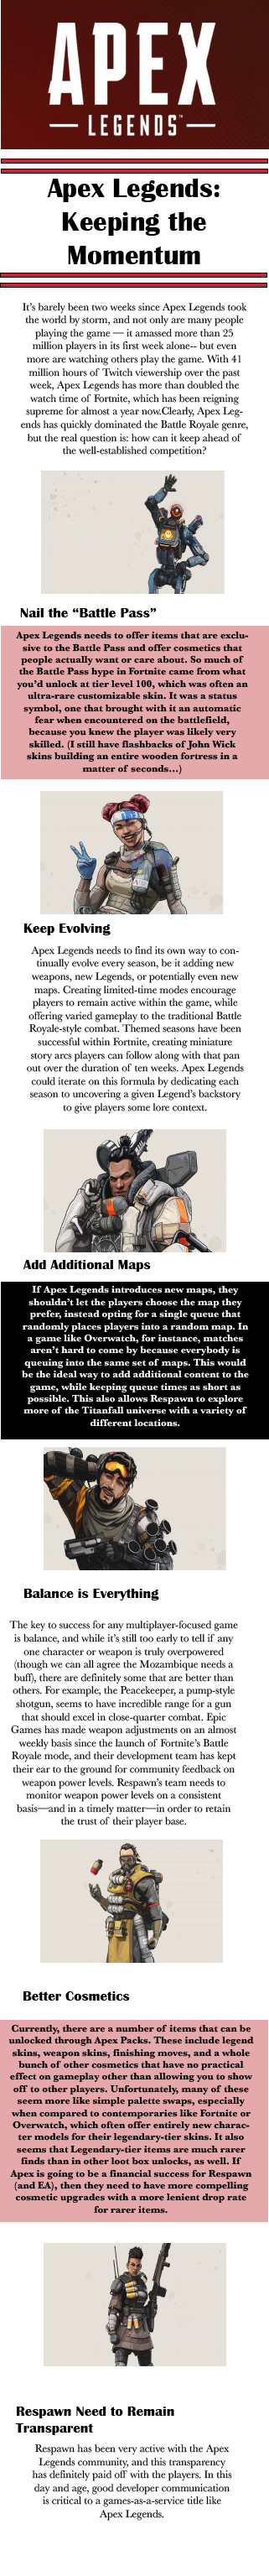 APEX
LEGENDS™
Apex Legends:
Keeping the
Momentum
It's barely been two weeks since Apex Legends took
the world by storm, and not only are many people
playing the game — it amassed more than 25
million players in its first week alone-- but even
more are watching others play the game. With 41
million hours of Twitch viewership over the past
week, Apex Legends has more than doubled the
watch time of Fortnite, which has been reigning
supreme for almost a year now.Clearly, Apex Leg-
ends has quickly dominated the Battle Royale genre,
but the real question is: how can it keep ahead of
the well-established competition?
Nail the “Battle Pass”
Apex Legends needs to offer items that are exclu-
sive to the Battle Pass and offer cosmetics that
people actually want or care about. So much of
the Battle Pass hype in Fortnite came from what
you’d unlock at tier level 100, which was often an
ultra-rare customizable skin. It was a status
symbol, one that brought with it an automatic
fear when encountered on the battlefield,
because you knew the player was likely very
skilled. (I still have flashbacks of John Wick
skins building an entire wooden fortress in a
matter of seconds...)
Keep Evolving
Apex Legends needs to find its own way to con-
tinually evolve every season, be it adding new
weapons, new Legends, or potentially even new
maps. Creating limited-time modes encourage
players to remain active within the game, while
offering varied gameplay to the traditional Battle
Royale-style combat. Themed seasons have been
successful within Fortnite, creating miniature
story arcs players can follow along with that pan
out over the duration of ten weeks. Apex Legends
could iterate on this formula by dedicating each
season to uncovering a given Legend’s backstory
to give players some lore context.
Add Additional Maps
If Apex Legends introduces new maps, they
shouldn’t let the players choose the map they
prefer, instead opting for a single queue that
randomly places players into a random map. In
a game like Overwatch, for instance, matches
aren’t hard to come by because everybody is
queuing into the same set of maps. This would
be the ideal way to add additional content to the
game, while keeping queue times as short as
possible. This also allows Respawn to explore
more of the Titanfall universe with a variety of
different locations.
Balance is Everything
The key to success for any multiplayer-focused game
is balance, and while it’s still too early to tell if any
one character or weapon is truly overpowered
(though we can all agree the Mozambique needs a
buff), there are definitely some that are better than
others. For example, the Peacekeeper, a pump-style
shotgun, seems to have incredible range for a gun
that should excel in close-quarter combat. Epic
Games has made weapon adjustments on an almost
weekly basis since the launch of Fortnite’s Battle
Royale mode, and their development team has kept
their ear to the ground for community feedback on
weapon power levels. Respawn’s team needs to
monitor weapon power levels on a consistent
basis—and in a timely matter—in order to retain
the trust of their player base.
Better Cosmetics
Currently, there are a number of items that can be
unlocked through Apex Packs. These include legend
skins, weapon skins, finishing moves, and a whole
bunch of other cosmetics that have no practical
effect on gameplay other than allowing you to show
off to other players. Unfortunately, many of these
seem more like simple palette swaps, especially
when compared to contemporaries like Fortnite or
Overwatch, which often offer entirely new charac-
ter models for their legendary-tier skins. It also
seems that Legendary-tier items are much rarer
finds than in other loot box unlocks, as well. If
Apex is going to be a financial success for Respawn
(and EA), then they need to have more compelling
cosmetic upgrades with a more lenient drop rate
for rarer items.
Respawn Need to Remain
Transparent
Respawn has been very active with the Apex
Legends community, and this transparency
has definitely paid off with the players. In this
day and age, good developer communication
is critical to a games-as-a-service title like
Apex Legends.